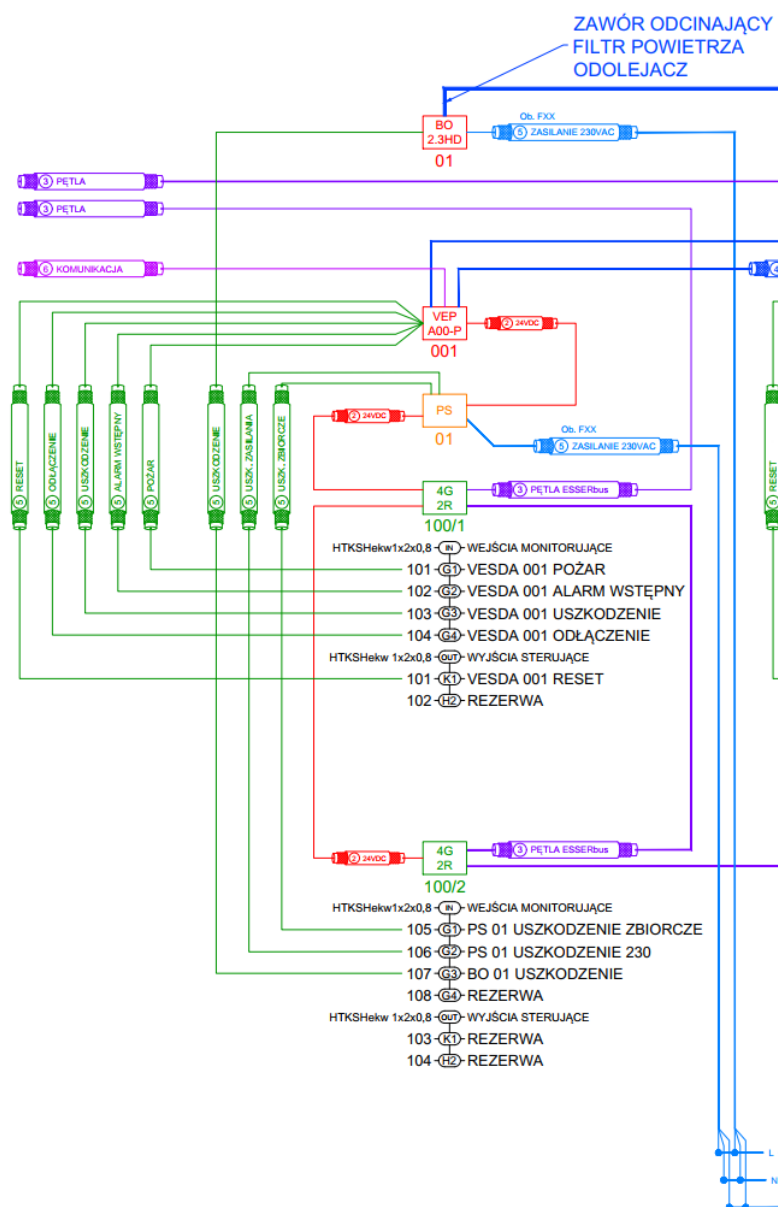 ZAWÓR ODCINAJĄCY
FILTR POWIETRZA
ODOLEJACZ
Ob. FXX
BO
2.3HD
01
5 ZASILANIE 230VAC
3 PĘTLA
3 PĘTLA
6 KOMUNIKACJA
4
VEP
A00-P
001
2 24VDC
5 RESET
5 ODŁĄCZENIE
5 USZKODZENIE
5 ALARM WSTĘPNY
5 POŻAR
5 USZKODZENIE
5 USZK. ZASILANIA
5 USZK. ZBIORCZE
5 RESET
2 24VDC
PS
01
Ob. FXX
5 ZASILANIE 230VAC
4G
2R
100/1
3 PĘTLA ESSERbus
HTKSHekw1x2x0,8 IN WEJŚCIA MONITORUJĄCE
101 G1 VESDA 001 POŻAR
102 G2 VESDA 001 ALARM WSTĘPNY
103 G3 VESDA 001 USZKODZENIE
104 G4 VESDA 001 ODŁĄCZENIE
HTKSHekw 1x2x0,8 OUT WYJŚCIA STERUJĄCE
101 K1 VESDA 001 RESET
102 H2 REZERWA
2 24VDC
4G
2R
100/2
3 PĘTLA ESSERbus
HTKSHekw1x2x0,8 IN WEJŚCIA MONITORUJĄCE
105 G1 PS 01 USZKODZENIE ZBIORCZE
106 G2 PS 01 USZKODZENIE 230
107 G3 BO 01 USZKODZENIE
108 G4 REZERWA
HTKSHekw 1x2x0,8 OUT WYJŚCIA STERUJĄCE
103 K1 REZERWA
104 H2 REZERWA
L
N